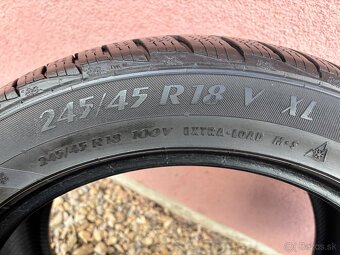 245/45 R18 V XL
245/45 R18 100V EXTRA-LOAD M+S
Bazos.sk